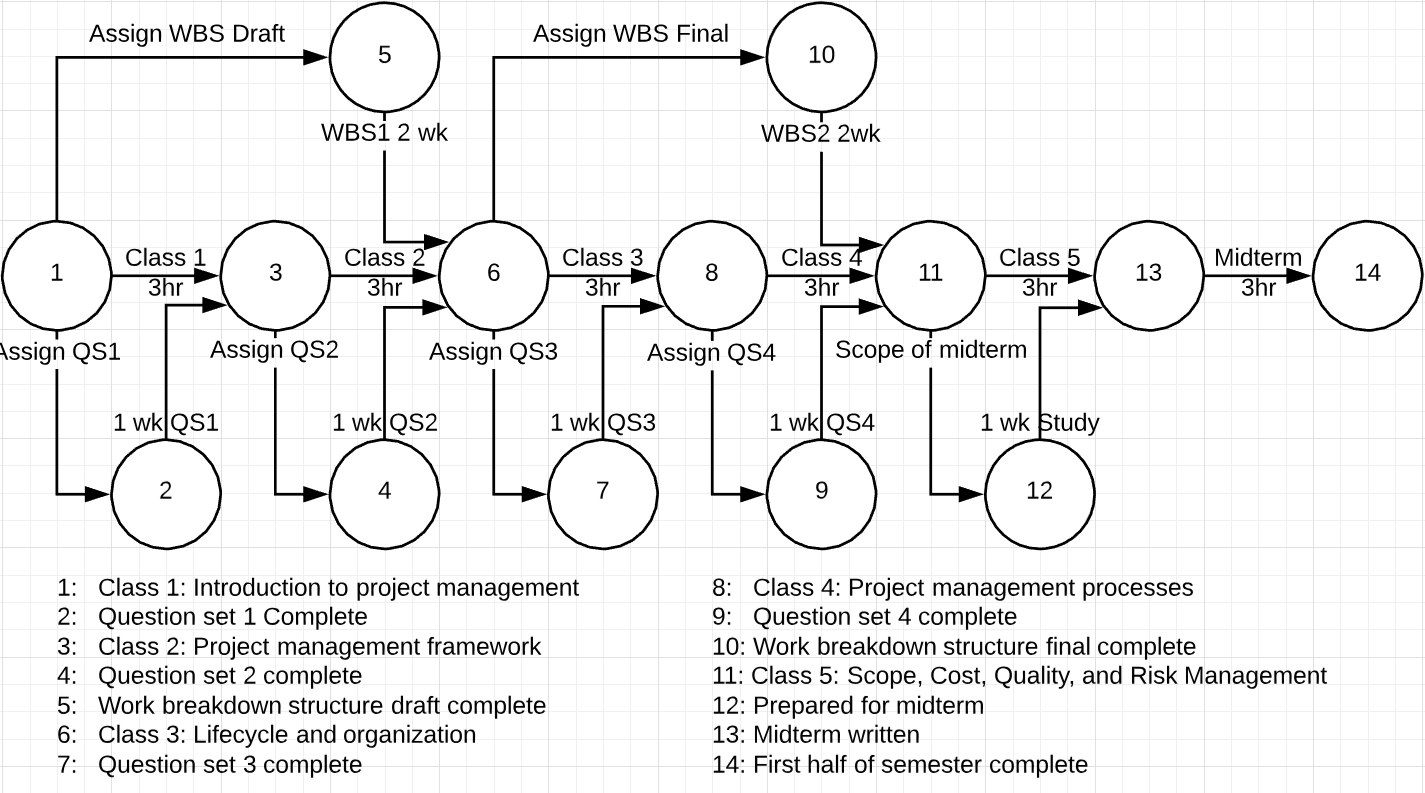 Assign WBS Draft
5
Assign WBS Final
10
WBS1 2 wk
WBS2 2wk
1
Class 1
3hr
3
Class 2
3hr
6
Class 3
3hr
8
Class 4
3hr
11
Class 5
3hr
13
Midterm
3hr
14
Assign QS1
Assign QS2
Assign QS3
Assign QS4
Scope of midterm
1 wk QS1
1 wk QS2
1 wk QS3
1 wk QS4
1 wk Study
2
4
7
9
12
1: Class 1: Introduction to project management
2: Question set 1 Complete
3: Class 2: Project management framework
4: Question set 2 complete
5: Work breakdown structure draft complete
6: Class 3: Lifecycle and organization
7: Question set 3 complete
8: Class 4: Project management processes
9: Question set 4 complete
10: Work breakdown structure final complete
11: Class 5: Scope, Cost, Quality, and Risk Management
12: Prepared for midterm
13: Midterm written
14: First half of semester complete